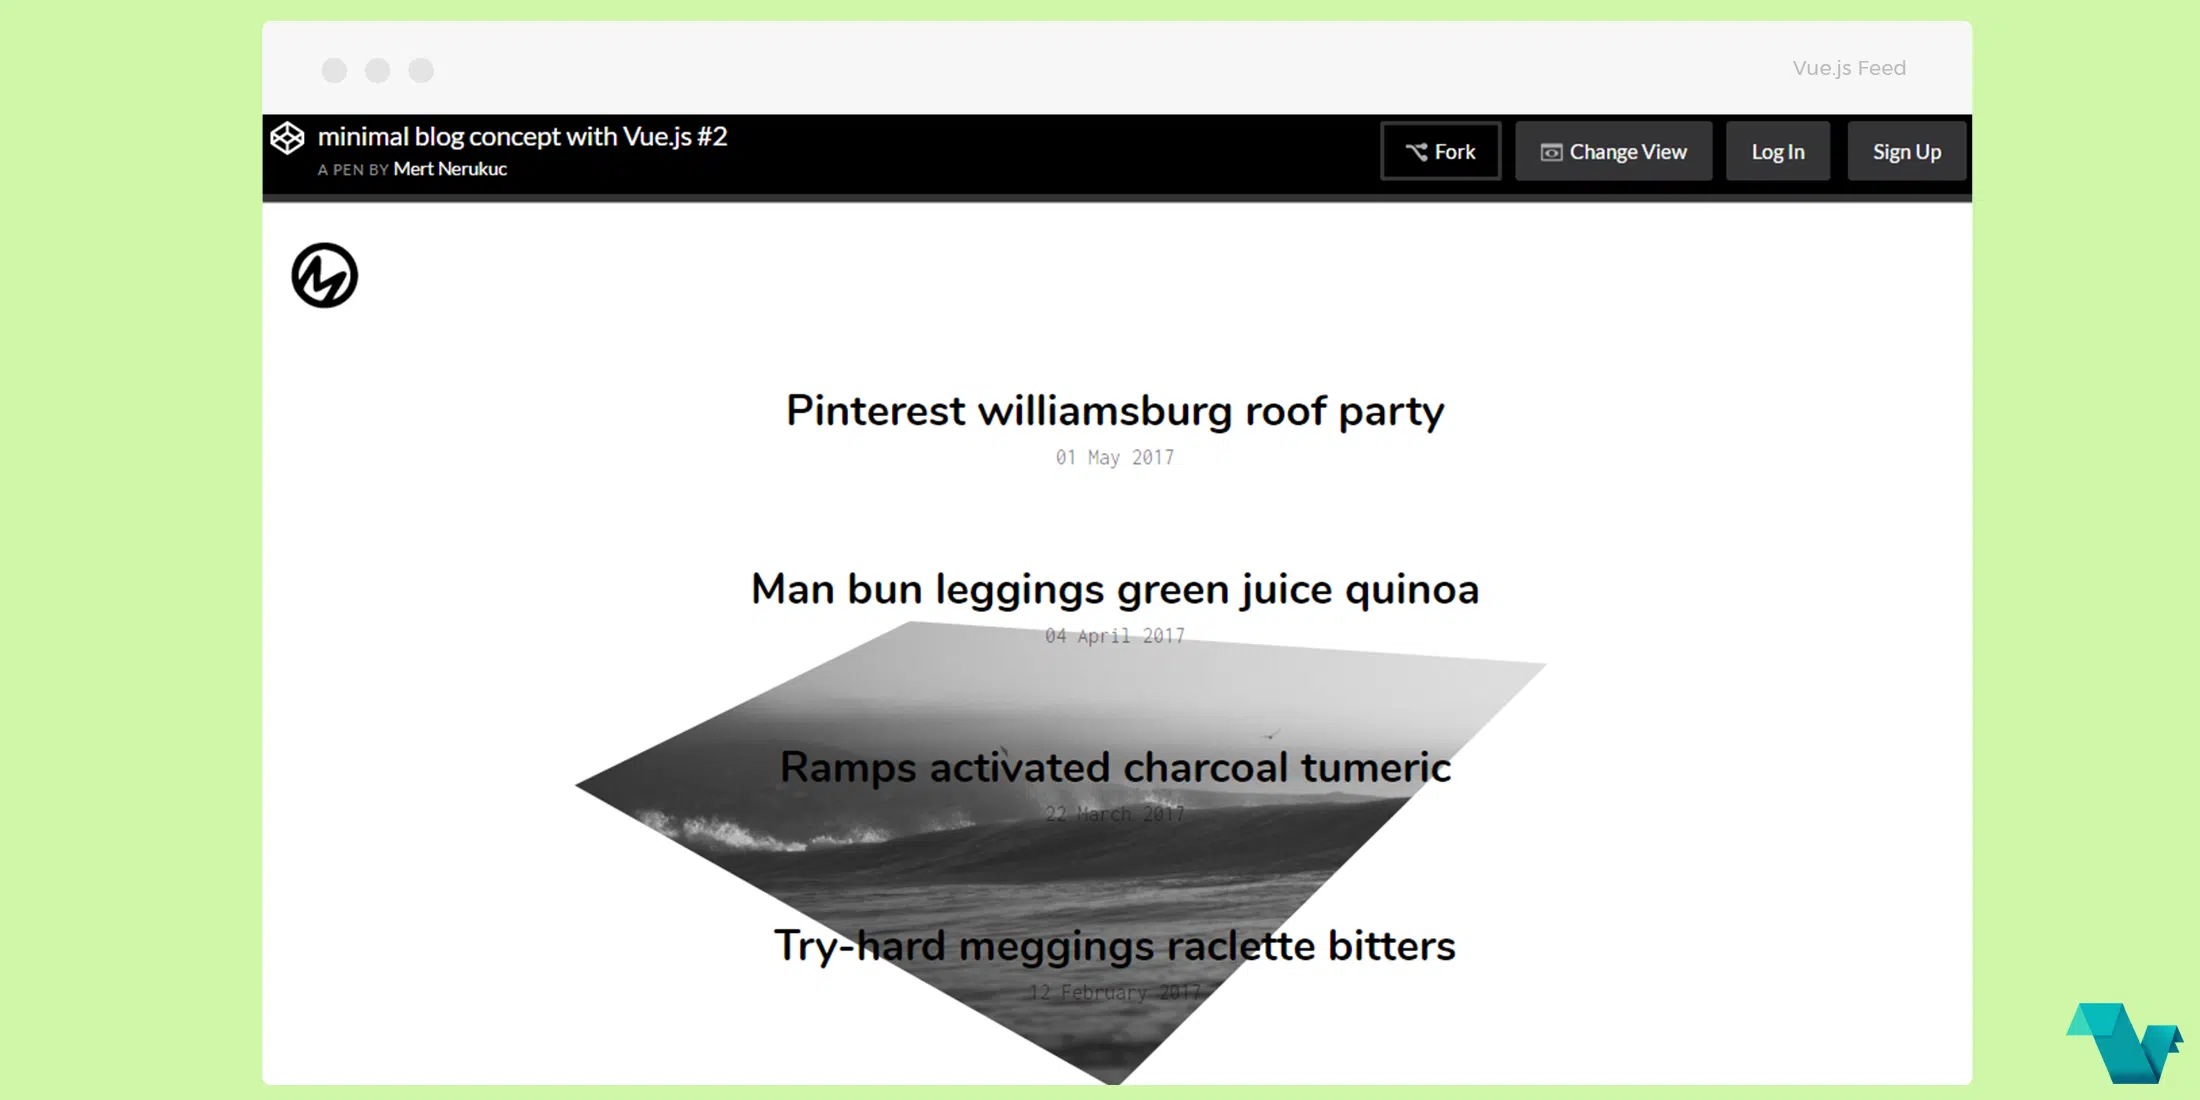 Vue.js Feed
minimal blog concept with Vue.js #2
A PEN BY Mert Nerukuc
Fork
Change View
Log In
Sign Up
Pinterest williamsburg roof party
01 May 2017
Man bun leggings green juice quinoa
04 April 2017
Ramps activated charcoal tumeric
22 March 2017
Try-hard meggings raclette bitters
12 February 2017